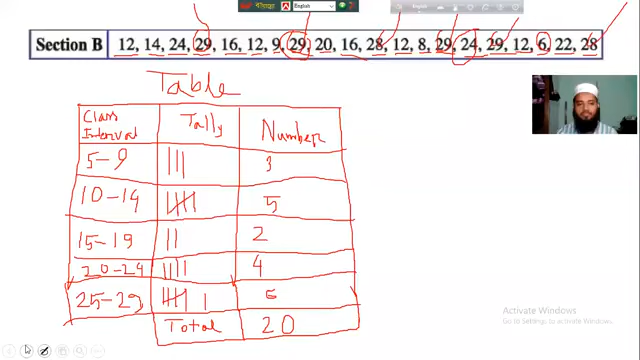 Section B 12, 14, 24, 29, 16, 12, 9, 29, 20, 16, 28, 12, 8, 29, 24, 29, 12, 6, 22, 28
Table
Class Interval Tally Number
5-9 3
10-14 5
15-19 2
20-24 4
25-29 6
Total 20
Activate Windows
Go to Settings to activate Windows.